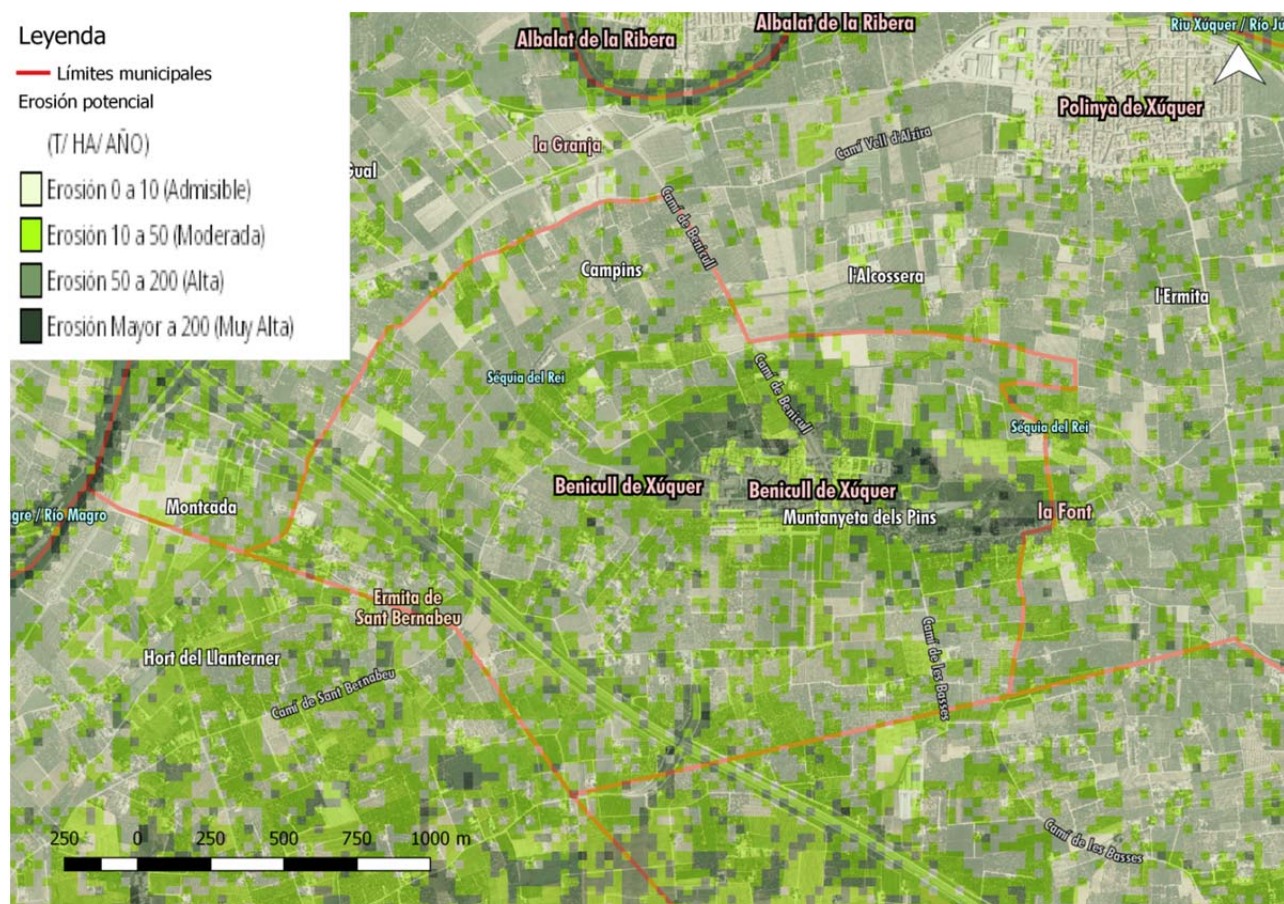 Leyenda
Límites municipales
Erosión potencial
(T/ HA/ AÑO)
Erosión 0 a 10 (Admisible)
Erosión 10 a 50 (Moderada)
Erosión 50 a 200 (Alta)
Erosión Mayor a 200 (Muy Alta)
Albalat de la Ribera
Albalat de la Ribera
Riu Xúquer / Río Jú
Polinyà de Xúquer
Camí Vell d'Alzira
la Granja
Gual
Camí de Benicull
Campins
l'Alcossera
l'Ermita
Séquia del Rei
Camí de Benicull
Séquia del Rei
Benicull de Xúquer
Benicull de Xúquer
Muntanyeta dels Pins
la Font
Montcada
gre / Río Magro
Ermita de
Sant Bernabeu
Hort del Llanterner
Camí de Sant Bernabeu
Camí de les Basses
Camí de les Basses
250 0 250 500 750 1000 m